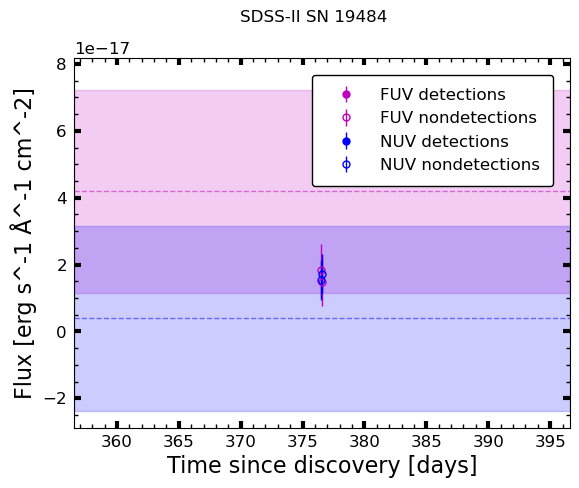 SDSS-II SN 19484
1e−17
8
6
4
2
0
−2
FUV detections
FUV nondetections
NUV detections
NUV nondetections
Flux [erg s^-1 Å^-1 cm^-2]
360 365 370 375 380 385 390 395
Time since discovery [days]